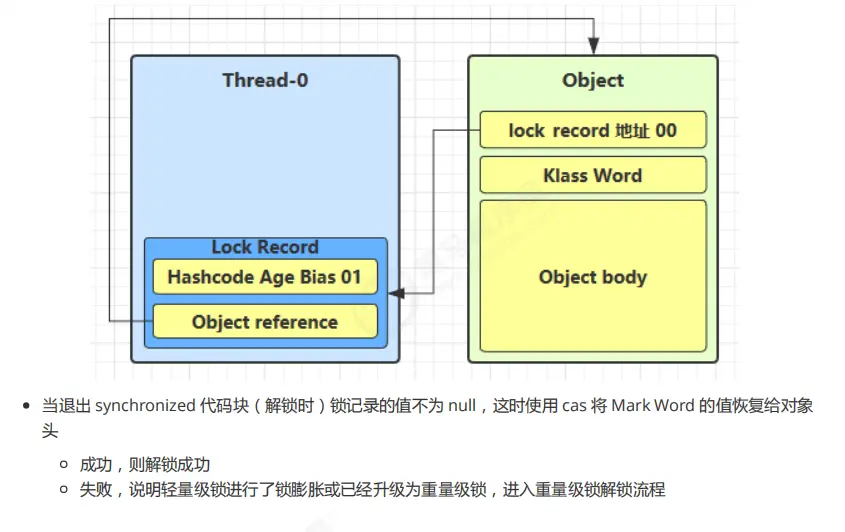 Thread-0
Object
lock record 地址 00
Klass Word
Lock Record
Hashcode Age Bias 01
Object body
Object reference
当退出 synchronized 代码块（解锁时）锁记录的值不为 null，这时使用 cas 将 Mark Word 的值恢复给对象
头
成功，则解锁成功
失败，说明轻量级锁进行了锁膨胀或已经升级为重量级锁，进入重量级锁解锁流程